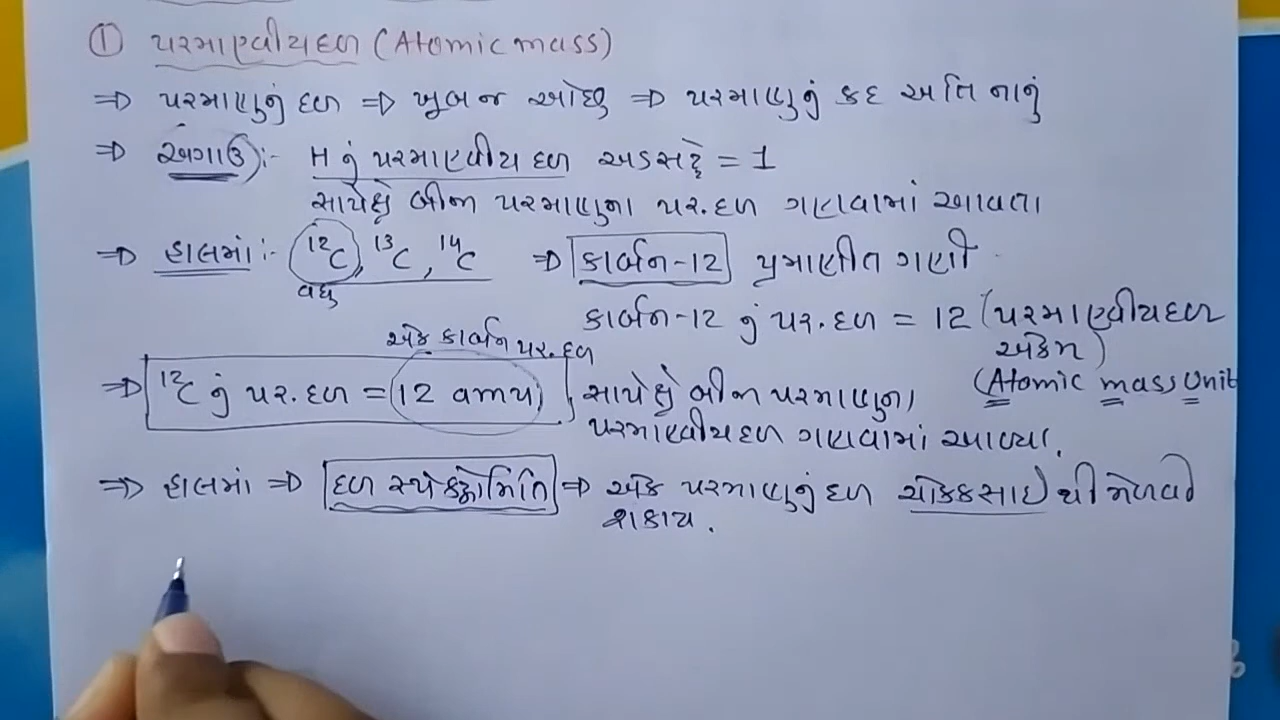 ① પરમાણ્વીયદળ (Atomic mass)
⇒ પરમાણુનું દળ ⇒ ખૂબ જ ઓછુ ⇒ પરમાણુનું કદ અતિ નાનું
⇒ અગાઉ :- H નું પરમાણ્વીય દળ અડસટ્ટે = 1
સાપેક્ષે બીજા પરમાણુના પર.દળ ગણવામાં આવતા
⇒ હાલમાં :- ¹²C, ¹³C, ¹⁴C ⇒ કાર્બન-12 પ્રમાણીત ગણી
વધુ
કાર્બન-12 નું પર.દળ = 12 (પરમાણ્વીયદળ
એકમ)
એક કાર્બન પર.દળ
(Atomic mass Unit
⇒ ¹²C નું પર.દળ = 12 amu, સાપેક્ષે બીજા પરમાણુના
પરમાણ્વીયદળ ગણવામાં આવ્યા.
⇒ હાલમાં ⇒ દળ સ્પેક્ટ્રોમિતિ ⇒ એક પરમાણુનું દળ ચોક્કસાઇ થી મેળવી
શકાય.